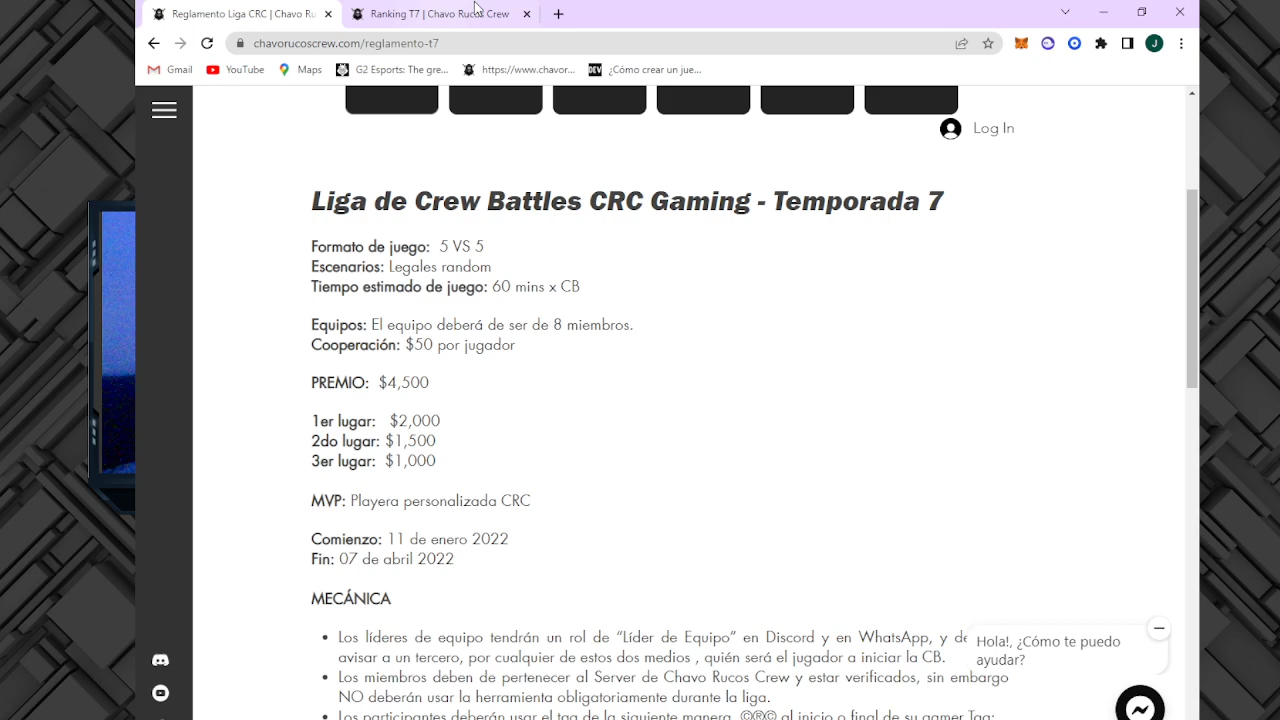 Reglamento Liga CRC | Chavo Ru
Ranking T7 | Chavo Rucos Crew
chavorucoscrew.com/reglamento-t7
J
Gmail
YouTube
Maps
G2 Esports: The gre...
https://www.chavor...
DEV
¿Cómo crear un jue...
Log In
Liga de Crew Battles CRC Gaming - Temporada 7
Formato de juego: 5 VS 5
Escenarios: Legales random
Tiempo estimado de juego: 60 mins x CB
Equipos: El equipo deberá de ser de 8 miembros.
Cooperación: $50 por jugador
PREMIO: $4,500
1er lugar: $2,000
2do lugar: $1,500
3er lugar: $1,000
MVP: Playera personalizada CRC
Comienzo: 11 de enero 2022
Fin: 07 de abril 2022
MECÁNICA
• Los líderes de equipo tendrán un rol de “Líder de Equipo” en Discord y en WhatsApp, y
avisar a un tercero, por cualquier de estos dos medios , quién será el jugador a iniciar la CB.
• Los miembros deben de pertenecer al Server de Chavo Rucos Crew y estar verificados, sin embargo
NO deberán usar la herramienta obligatoriamente durante la liga.
• Los participantes deberán usar el tag de la siguiente manera ©®© al inicio o final de su gamer Tag:
Hola!, ¿Cómo te puedo
ayudar?